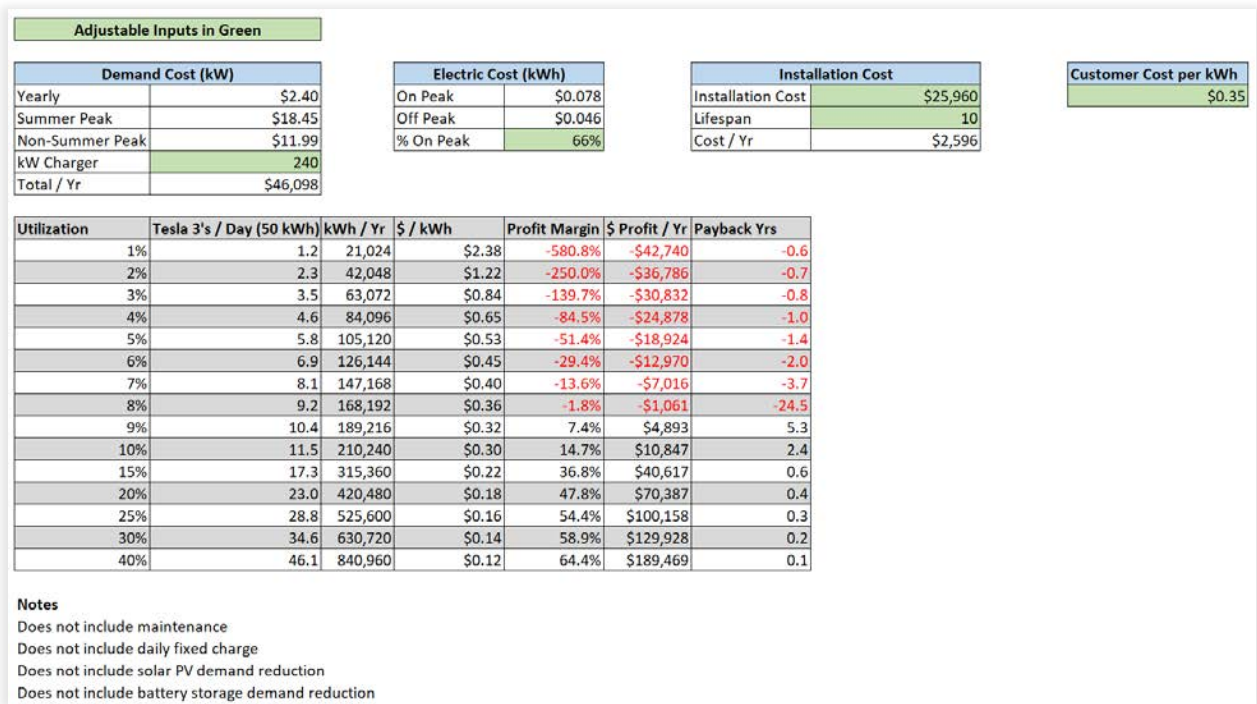 Adjustable Inputs in Green
Demand Cost (kW) Electric Cost (kWh) Installation Cost Customer Cost per kWh
Yearly $2.40 On Peak $0.078 Installation Cost $25,960 $0.35
Summer Peak $18.45 Off Peak $0.046 Lifespan 10
Non-Summer Peak $11.99 % On Peak 66% Cost / Yr $2,596
kW Charger 240
Total / Yr $46,098
Utilization Tesla 3's / Day (50 kWh) kWh / Yr $ / kWh Profit Margin $ Profit / Yr Payback Yrs
1% 1.2 21,024 $2.38 -580.8% -$42,740 -0.6
2% 2.3 42,048 $1.22 -250.0% -$36,786 -0.7
3% 3.5 63,072 $0.84 -139.7% -$30,832 -0.8
4% 4.6 84,096 $0.65 -84.5% -$24,878 -1.0
5% 5.8 105,120 $0.53 -51.4% -$18,924 -1.4
6% 6.9 126,144 $0.45 -29.4% -$12,970 -2.0
7% 8.1 147,168 $0.40 -13.6% -$7,016 -3.7
8% 9.2 168,192 $0.36 -1.8% -$1,061 -24.5
9% 10.4 189,216 $0.32 7.4% $4,893 5.3
10% 11.5 210,240 $0.30 14.7% $10,847 2.4
15% 17.3 315,360 $0.22 36.8% $40,617 0.6
20% 23.0 420,480 $0.18 47.8% $70,387 0.4
25% 28.8 525,600 $0.16 54.4% $100,158 0.3
30% 34.6 630,720 $0.14 58.9% $129,928 0.2
40% 46.1 840,960 $0.12 64.4% $189,469 0.1
Notes
Does not include maintenance
Does not include daily fixed charge
Does not include solar PV demand reduction
Does not include battery storage demand reduction